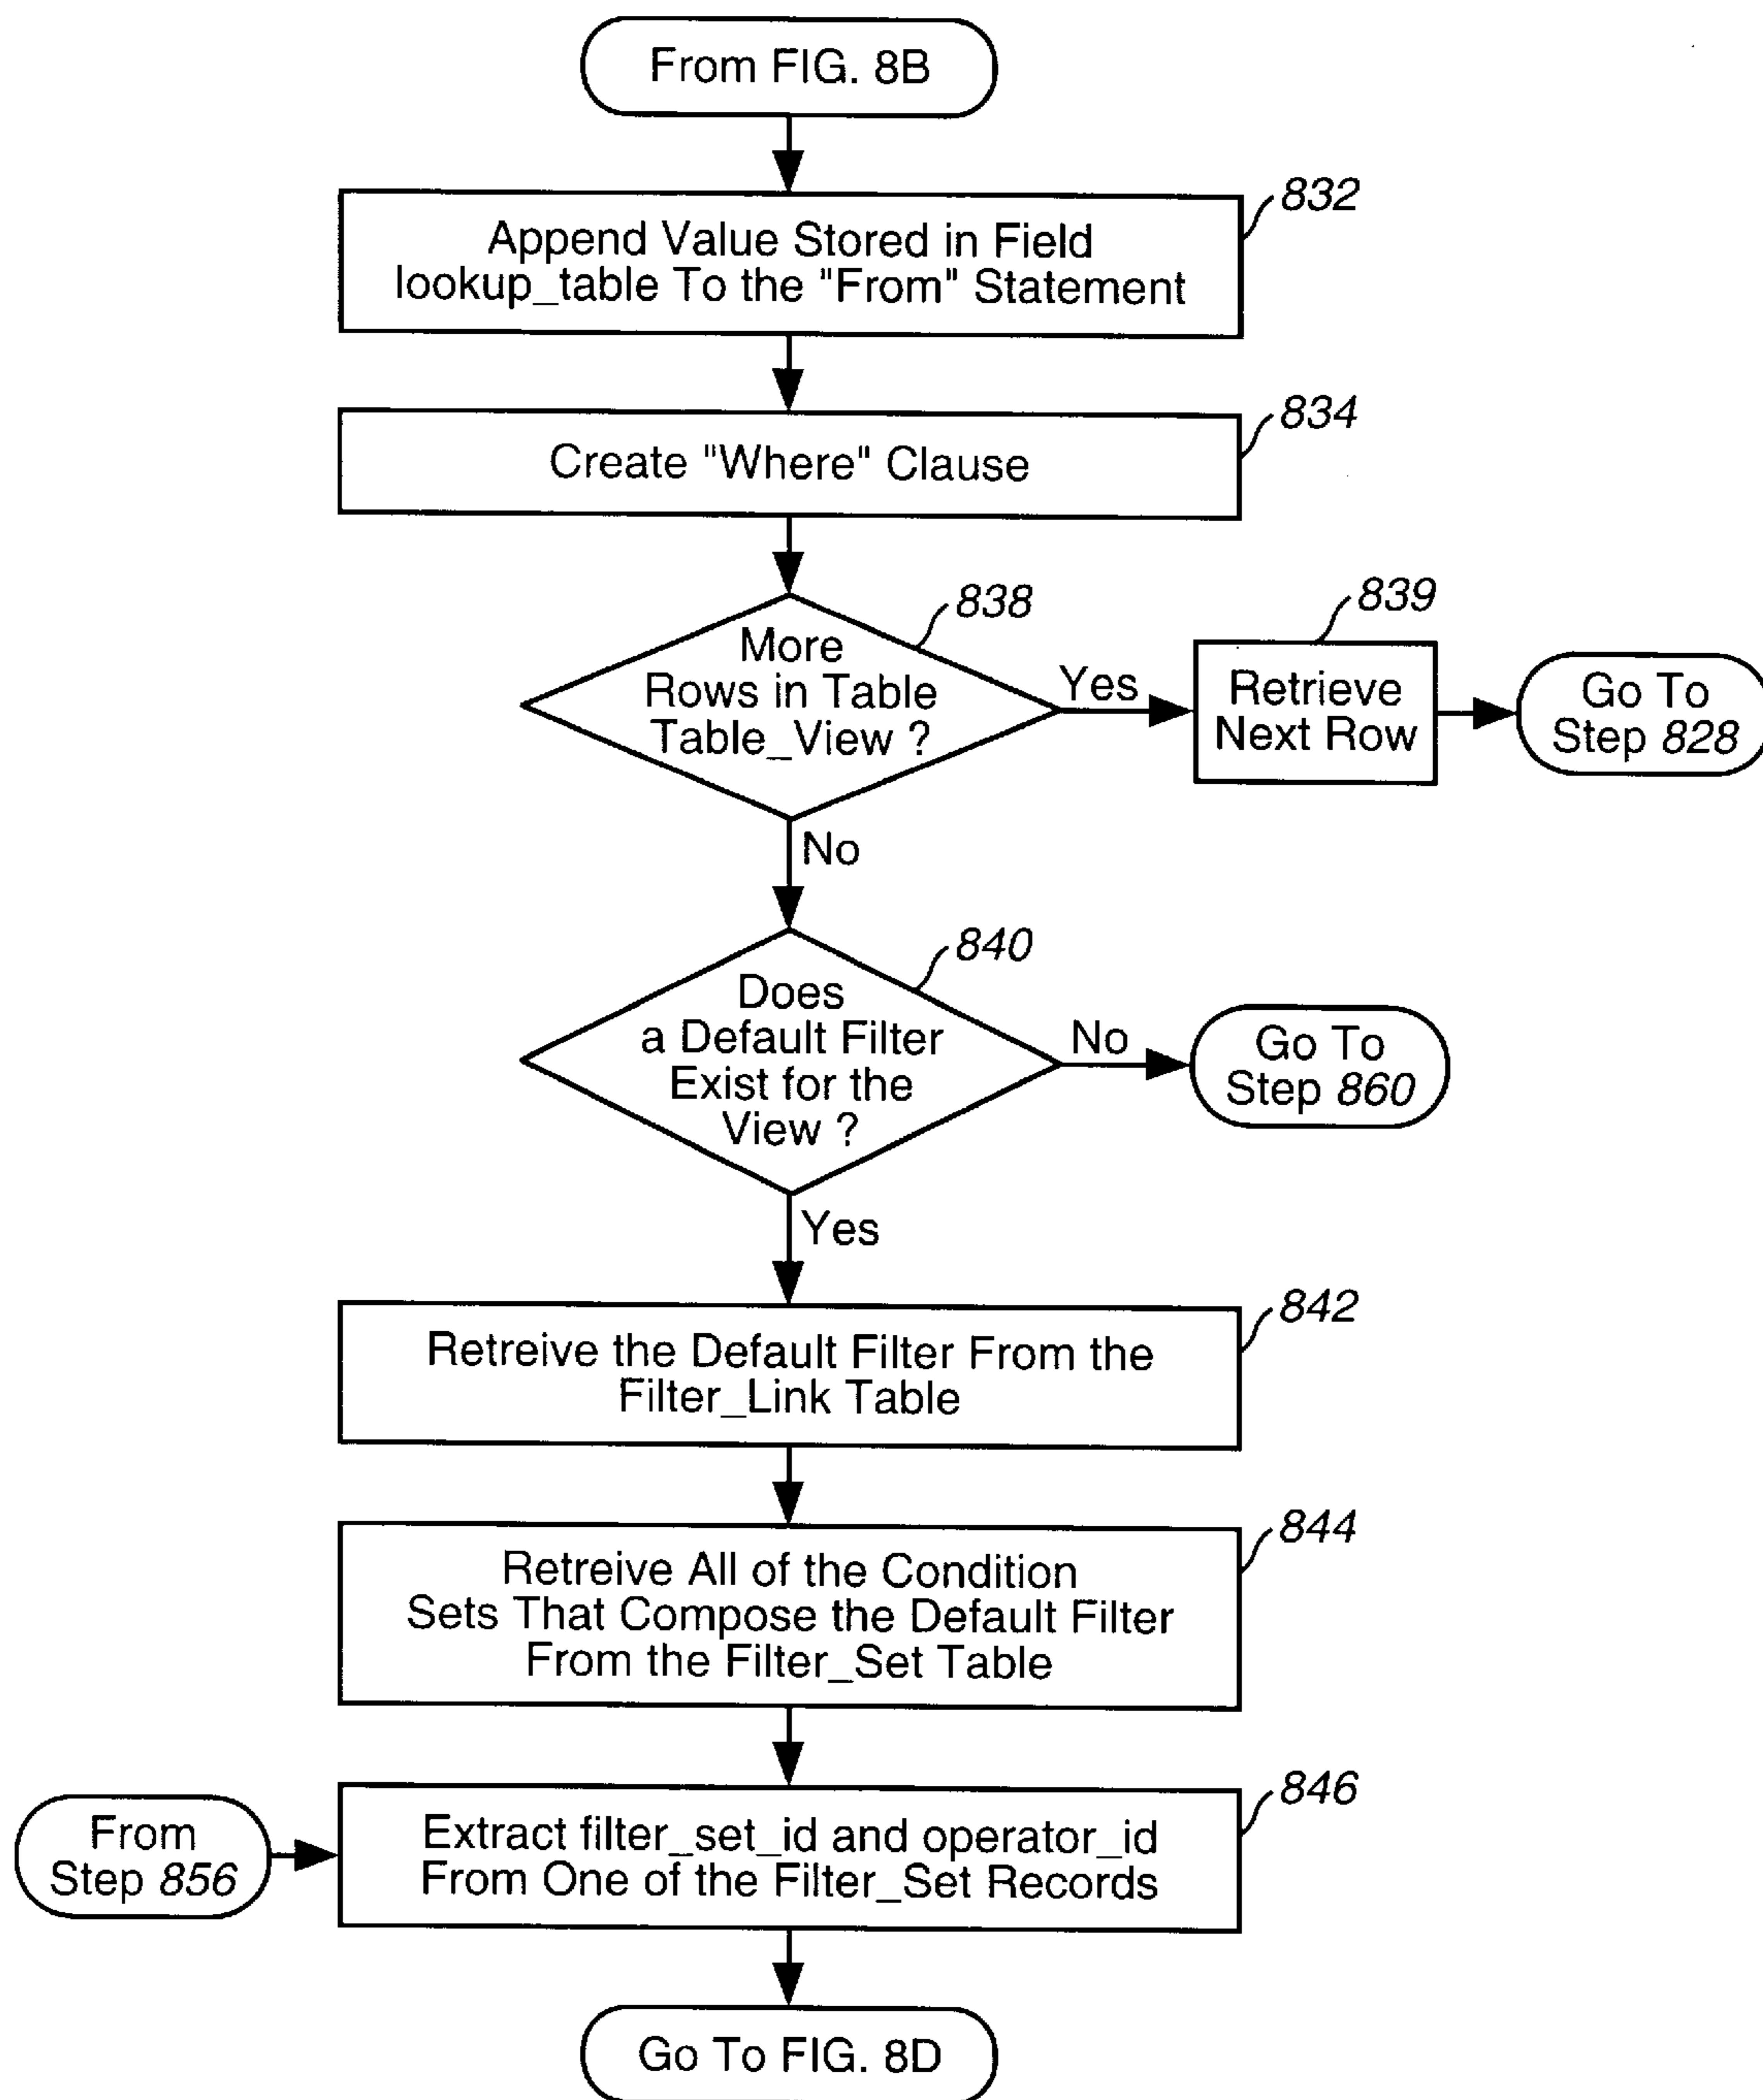 From FIG. 8B
832
Append Value Stored in Field
lookup_table To the "From" Statement
834
Create "Where" Clause
838
More
Rows in Table
Table_View ?
Yes
839
Retrieve
Next Row
Go To
Step 828
No
840
Does
a Default Filter
Exist for the
View ?
No
Go To
Step 860
Yes
842
Retreive the Default Filter From the
Filter_Link Table
844
Retreive All of the Condition
Sets That Compose the Default Filter
From the Filter_Set Table
846
From
Step 856
Extract filter_set_id and operator_id
From One of the Filter_Set Records
Go To FIG. 8D